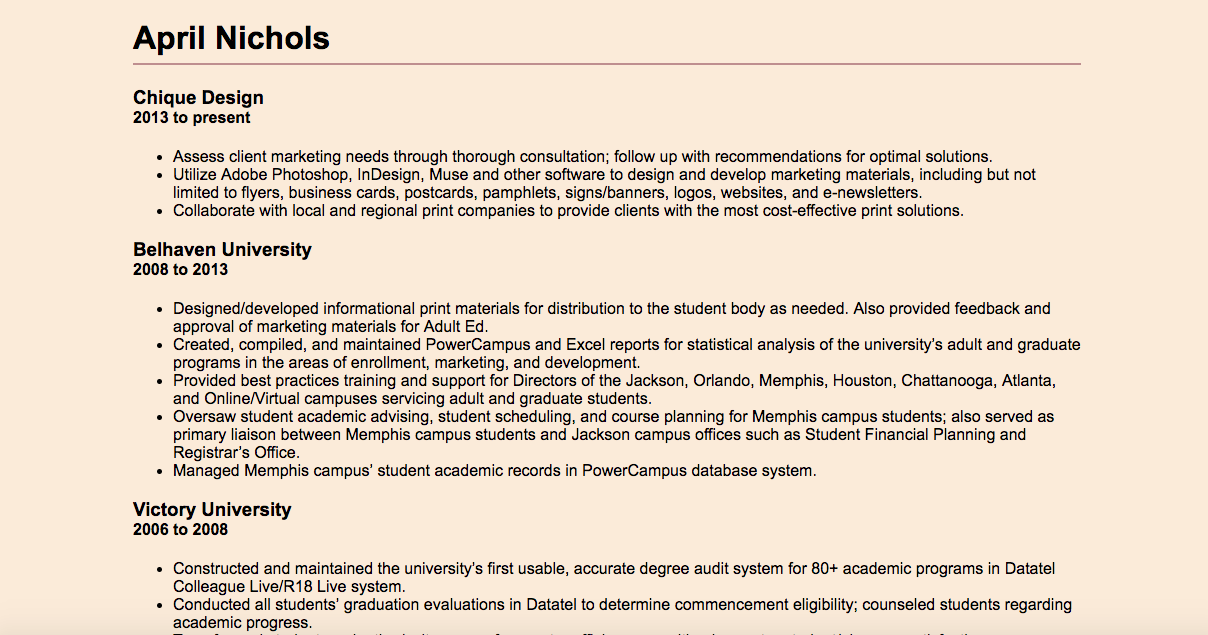 April Nichols
Chique Design
2013 to present
• Assess client marketing needs through thorough consultation; follow up with recommendations for optimal solutions.
• Utilize Adobe Photoshop, InDesign, Muse and other software to design and develop marketing materials, including but not
limited to flyers, business cards, postcards, pamphlets, signs/banners, logos, websites, and e-newsletters.
• Collaborate with local and regional print companies to provide clients with the most cost-effective print solutions.
Belhaven University
2008 to 2013
• Designed/developed informational print materials for distribution to the student body as needed. Also provided feedback and
approval of marketing materials for Adult Ed.
• Created, compiled, and maintained PowerCampus and Excel reports for statistical analysis of the university’s adult and graduate
programs in the areas of enrollment, marketing, and development.
• Provided best practices training and support for Directors of the Jackson, Orlando, Memphis, Houston, Chattanooga, Atlanta,
and Online/Virtual campuses servicing adult and graduate students.
• Oversaw student academic advising, student scheduling, and course planning for Memphis campus students; also served as
primary liaison between Memphis campus students and Jackson campus offices such as Student Financial Planning and
Registrar’s Office.
• Managed Memphis campus’ student academic records in PowerCampus database system.
Victory University
2006 to 2008
• Constructed and maintained the university’s first usable, accurate degree audit system for 80+ academic programs in Datatel
Colleague Live/R18 Live system.
• Conducted all students’ graduation evaluations in Datatel to determine commencement eligibility; counseled students regarding
academic progress.